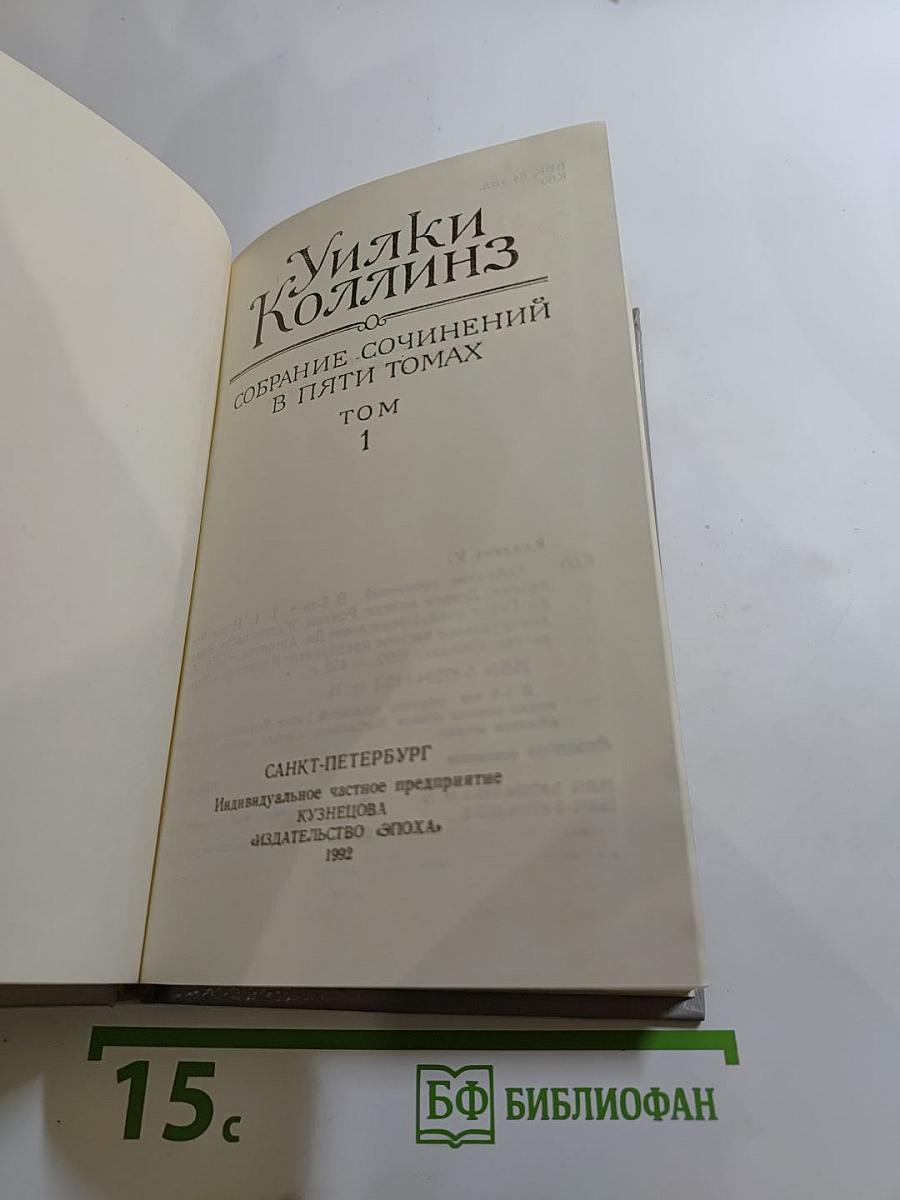 Уилки
Коллинз
СОБРАНИЕ СОЧИНЕНИЙ
В ПЯТИ ТОМАХ
ТОМ
1
САНКТ-ПЕТЕРБУРГ
Индивидуальное частное предприятие
КУЗНЕЦОВА
«ИЗДАТЕЛЬСТВО «ЭПОХА»
1992
15 с
БФ БИБЛИОФАН